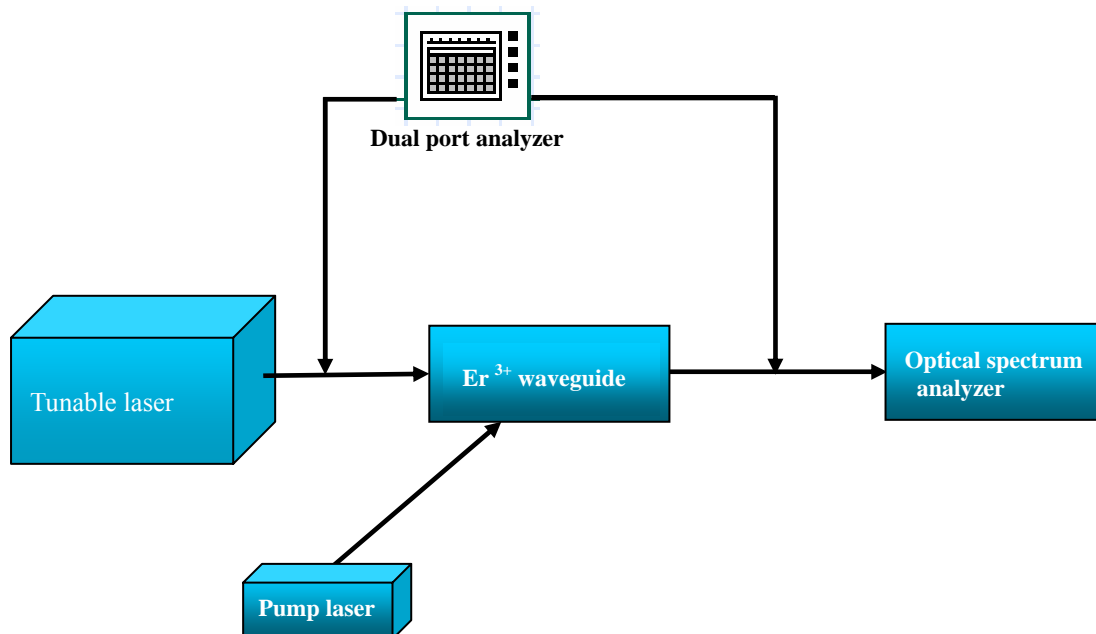 Dual port analyzer
Tunable laser
Er 3+ waveguide
Optical spectrum
analyzer
Pump laser